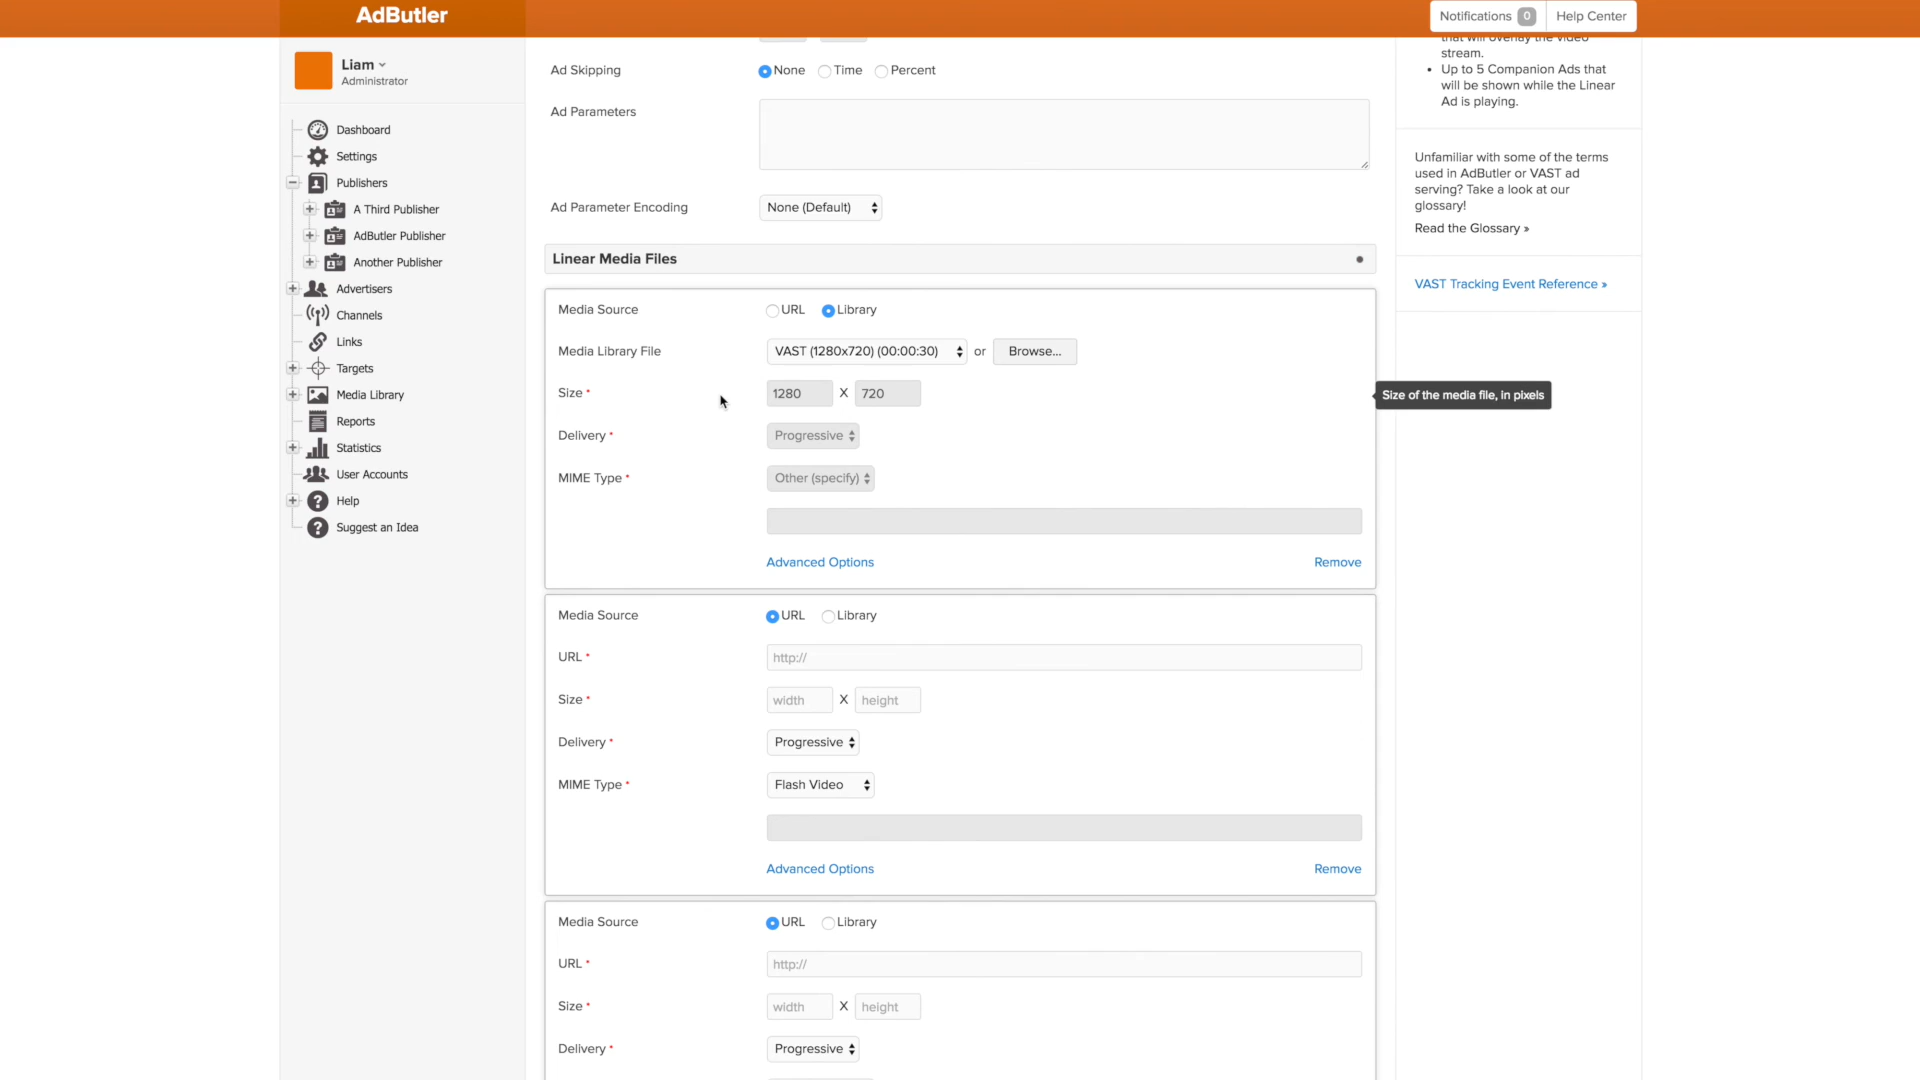 AdButler
Notifications 0
Help Center
Liam
Administrator
Dashboard
Settings
Publishers
A Third Publisher
AdButler Publisher
Another Publisher
Advertisers
Channels
Links
Targets
Media Library
Reports
Statistics
User Accounts
Help
Suggest an Idea
Ad Skipping
None Time Percent
Ad Parameters
Ad Parameter Encoding
None (Default)
Linear Media Files
Media Source
URL Library
Media Library File
VAST (1280x720) (00:00:30) or Browse...
Size *
1280 X 720
Delivery *
Progressive
MIME Type *
Other (specify)
Advanced Options
Remove
Media Source
URL Library
URL *
http://
Size *
width X height
Delivery *
Progressive
MIME Type *
Flash Video
Advanced Options
Remove
Media Source
URL Library
URL *
http://
Size *
width X height
Delivery *
Progressive
that will overlay the video
stream.
• Up to 5 Companion Ads that
will be shown while the Linear
Ad is playing.
Unfamiliar with some of the terms
used in AdButler or VAST ad
serving? Take a look at our
glossary!
Read the Glossary »
VAST Tracking Event Reference »
Size of the media file, in pixels